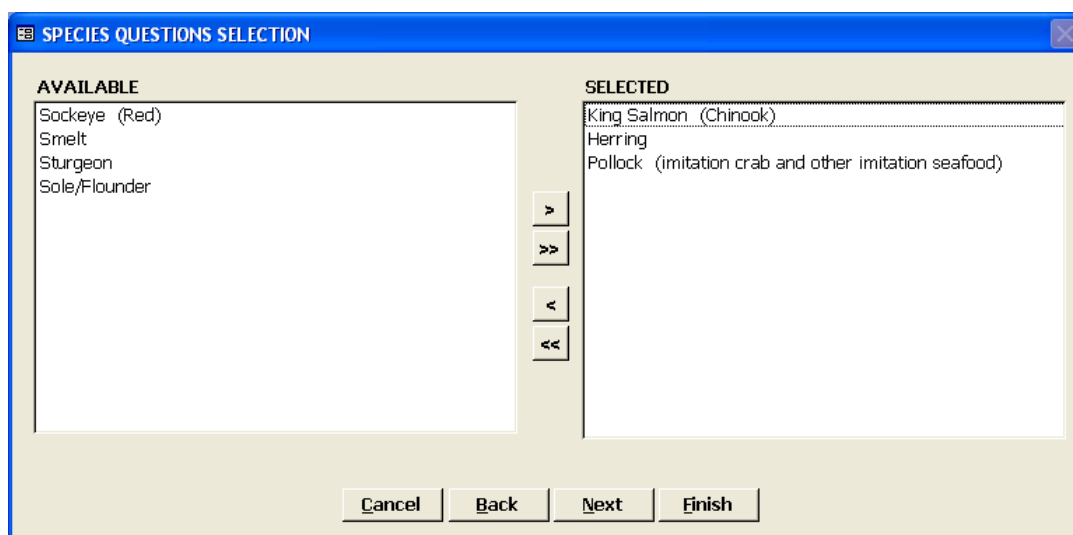 SPECIES QUESTIONS SELECTION
AVAILABLE
Sockeye (Red)
Smelt
Sturgeon
Sole/Flounder
>
>>
<
<<
SELECTED
King Salmon (Chinook)
Herring
Pollock (imitation crab and other imitation seafood)
Cancel Back Next Finish